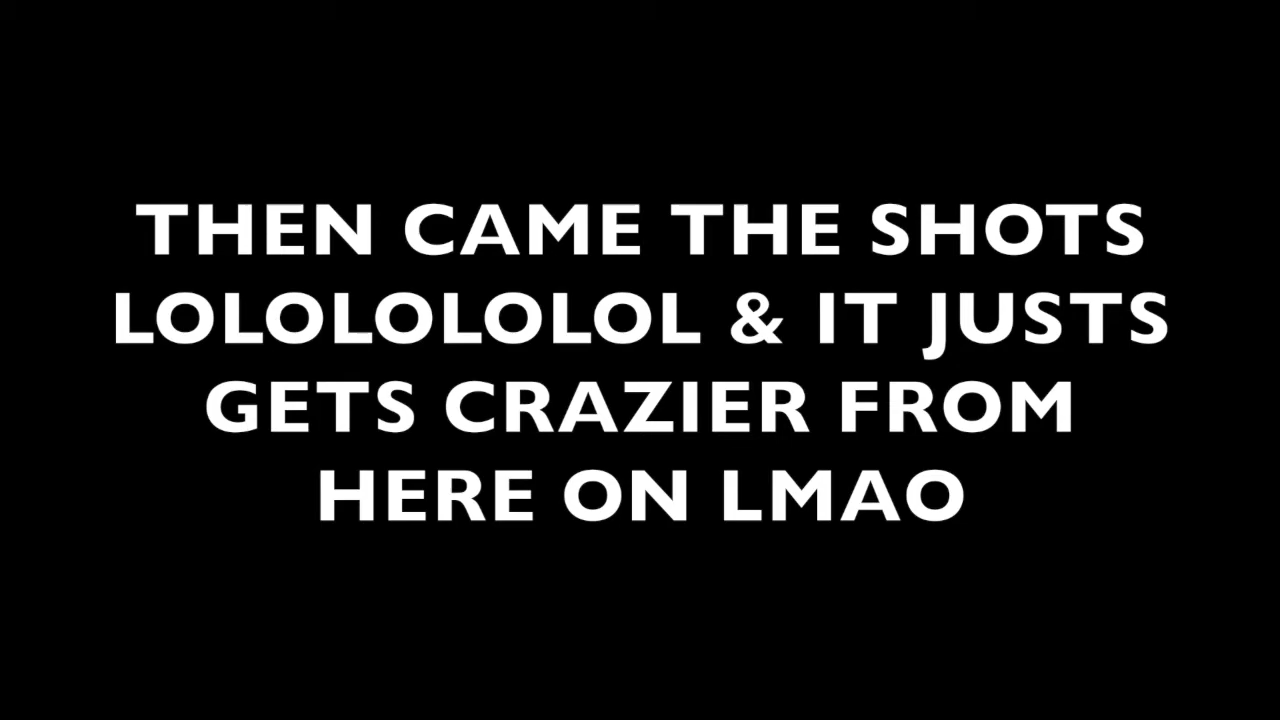 THEN CAME THE SHOTS
LOLOLOLOLOL & IT JUSTS
GETS CRAZIER FROM
HERE ON LMAO